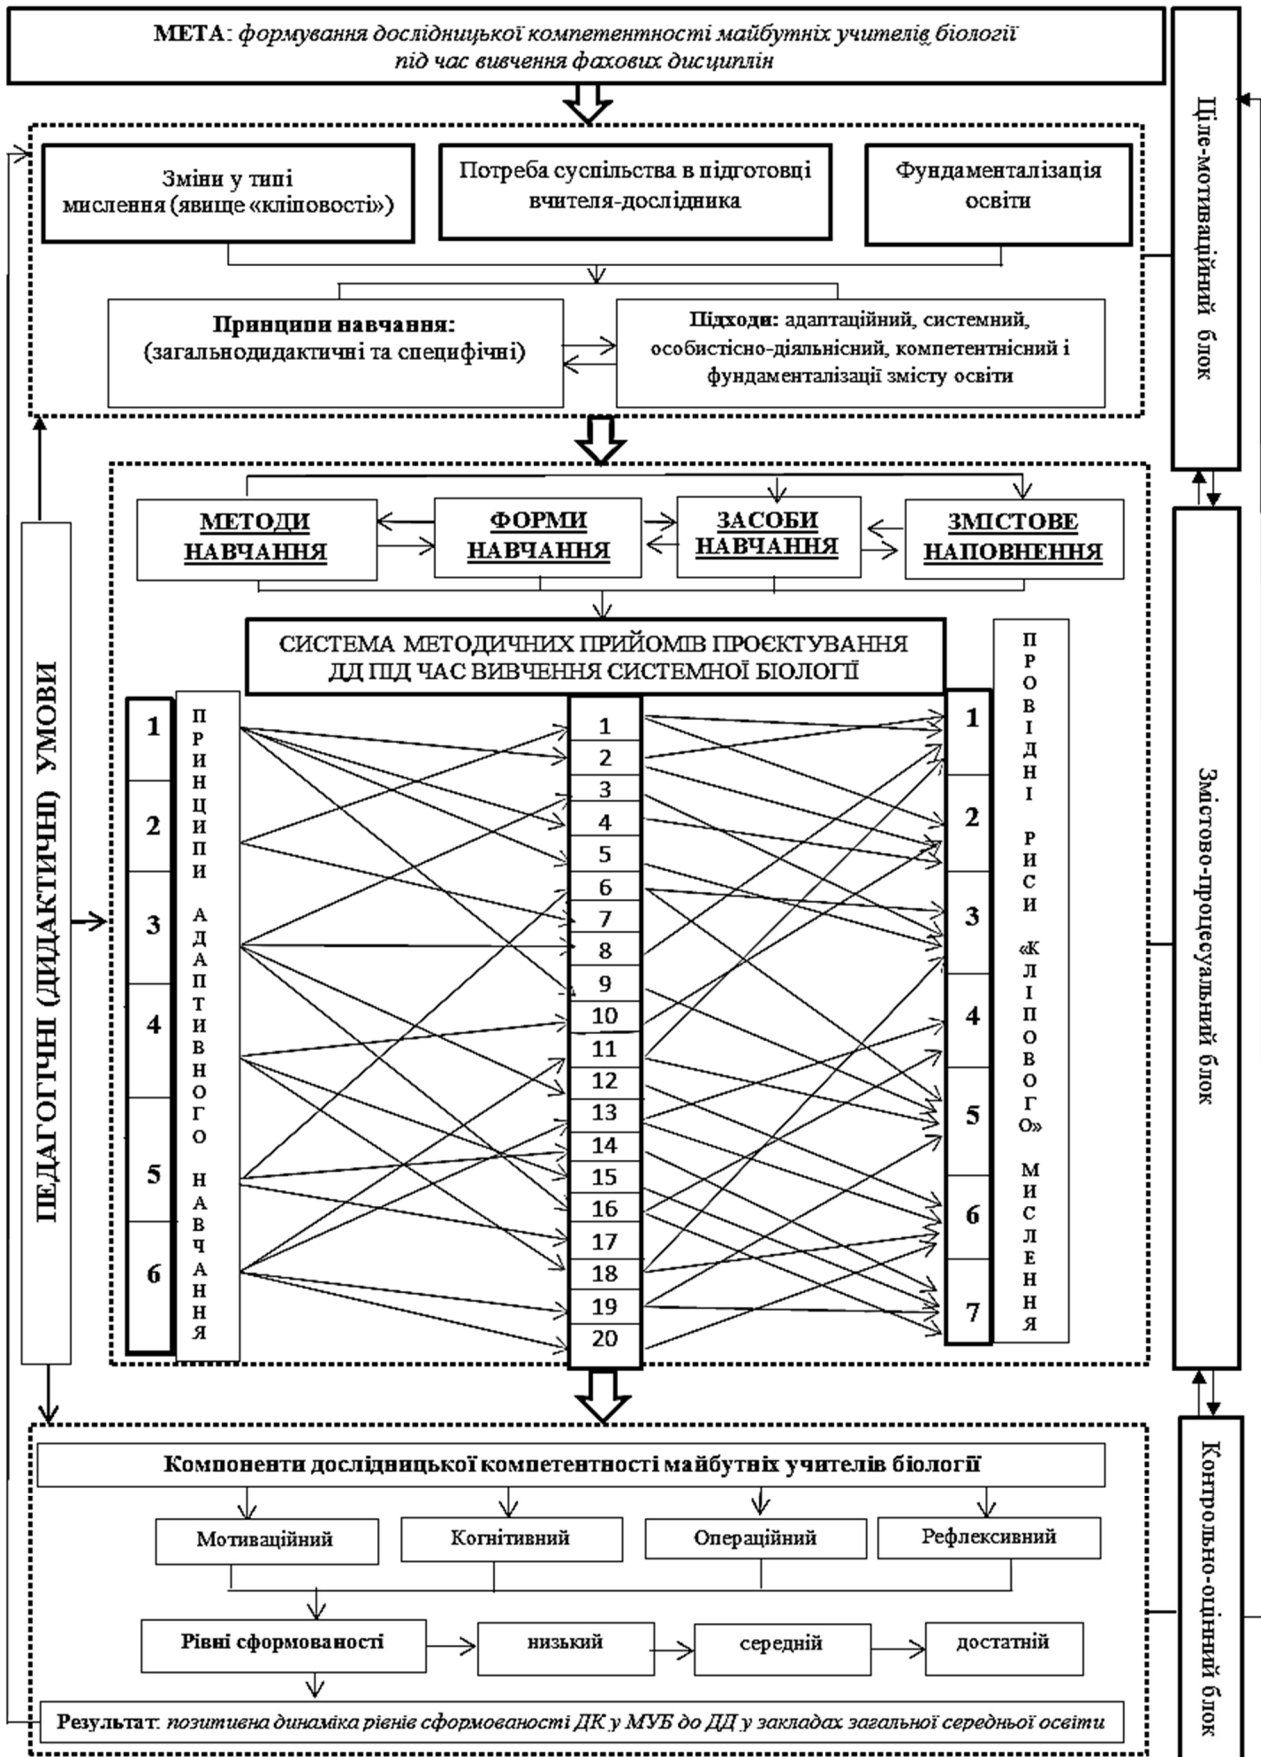 МЕТА: формування дослідницької компетентності майбутніх учителів біології
під час вивчення фахових дисциплін
Ціле-мотиваційний блок
Зміни у типі
мислення (явище «кліповості»)
Потреба суспільства в підготовці
вчителя-дослідника
Фундаменталізація
освіти
Принципи навчання:
(загальнодидактичні та специфічні)
Підходи: адаптаційний, системний,
особистісно-діяльнісний, компетентнісний і
фундаменталізації змісту освіти
ПЕДАГОГІЧНІ (ДИДАКТИЧНІ) УМОВИ
МЕТОДИ
НАВЧАННЯ
ФОРМИ
НАВЧАННЯ
ЗАСОБИ
НАВЧАННЯ
ЗМІСТОВЕ
НАПОВНЕННЯ
Змістово-процесуальний блок
СИСТЕМА МЕТОДИЧНИХ ПРИЙОМІВ ПРОЄКТУВАННЯ
ДД ПІД ЧАС ВИВЧЕННЯ СИСТЕМНОЇ БІОЛОГІЇ
1
2
3
4
5
6
ПРИНЦИПИ АДАПТИВНОГО НАВЧАННЯ
1
2
3
4
5
6
7
8
9
10
11
12
13
14
15
16
17
18
19
20
1
2
3
4
5
6
7
ПРОВІДНІ РИСИ «КЛІПОВОГО» МИСЛЕННЯ
Компоненти дослідницької компетентності майбутніх учителів біології
Мотиваційний
Когнітивний
Операційний
Рефлексивний
Рівні сформованості
низький
середній
достатній
Результат: позитивна динаміка рівнів сформованості ДК у МУБ до ДД у закладах загальної середньої освіти
Контрольно-оцінний блок